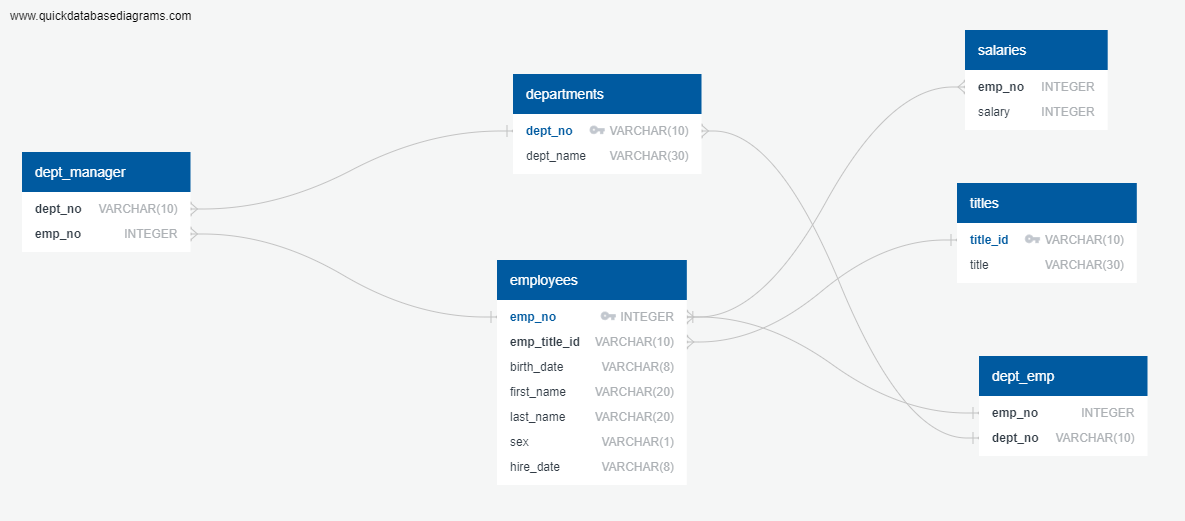 www.quickdatabasediagrams.com
dept_manager
dept_no VARCHAR(10)
emp_no INTEGER
departments
dept_no VARCHAR(10)
dept_name VARCHAR(30)
employees
emp_no INTEGER
emp_title_id VARCHAR(10)
birth_date VARCHAR(8)
first_name VARCHAR(20)
last_name VARCHAR(20)
sex VARCHAR(1)
hire_date VARCHAR(8)
salaries
emp_no INTEGER
salary INTEGER
titles
title_id VARCHAR(10)
title VARCHAR(30)
dept_emp
emp_no INTEGER
dept_no VARCHAR(10)